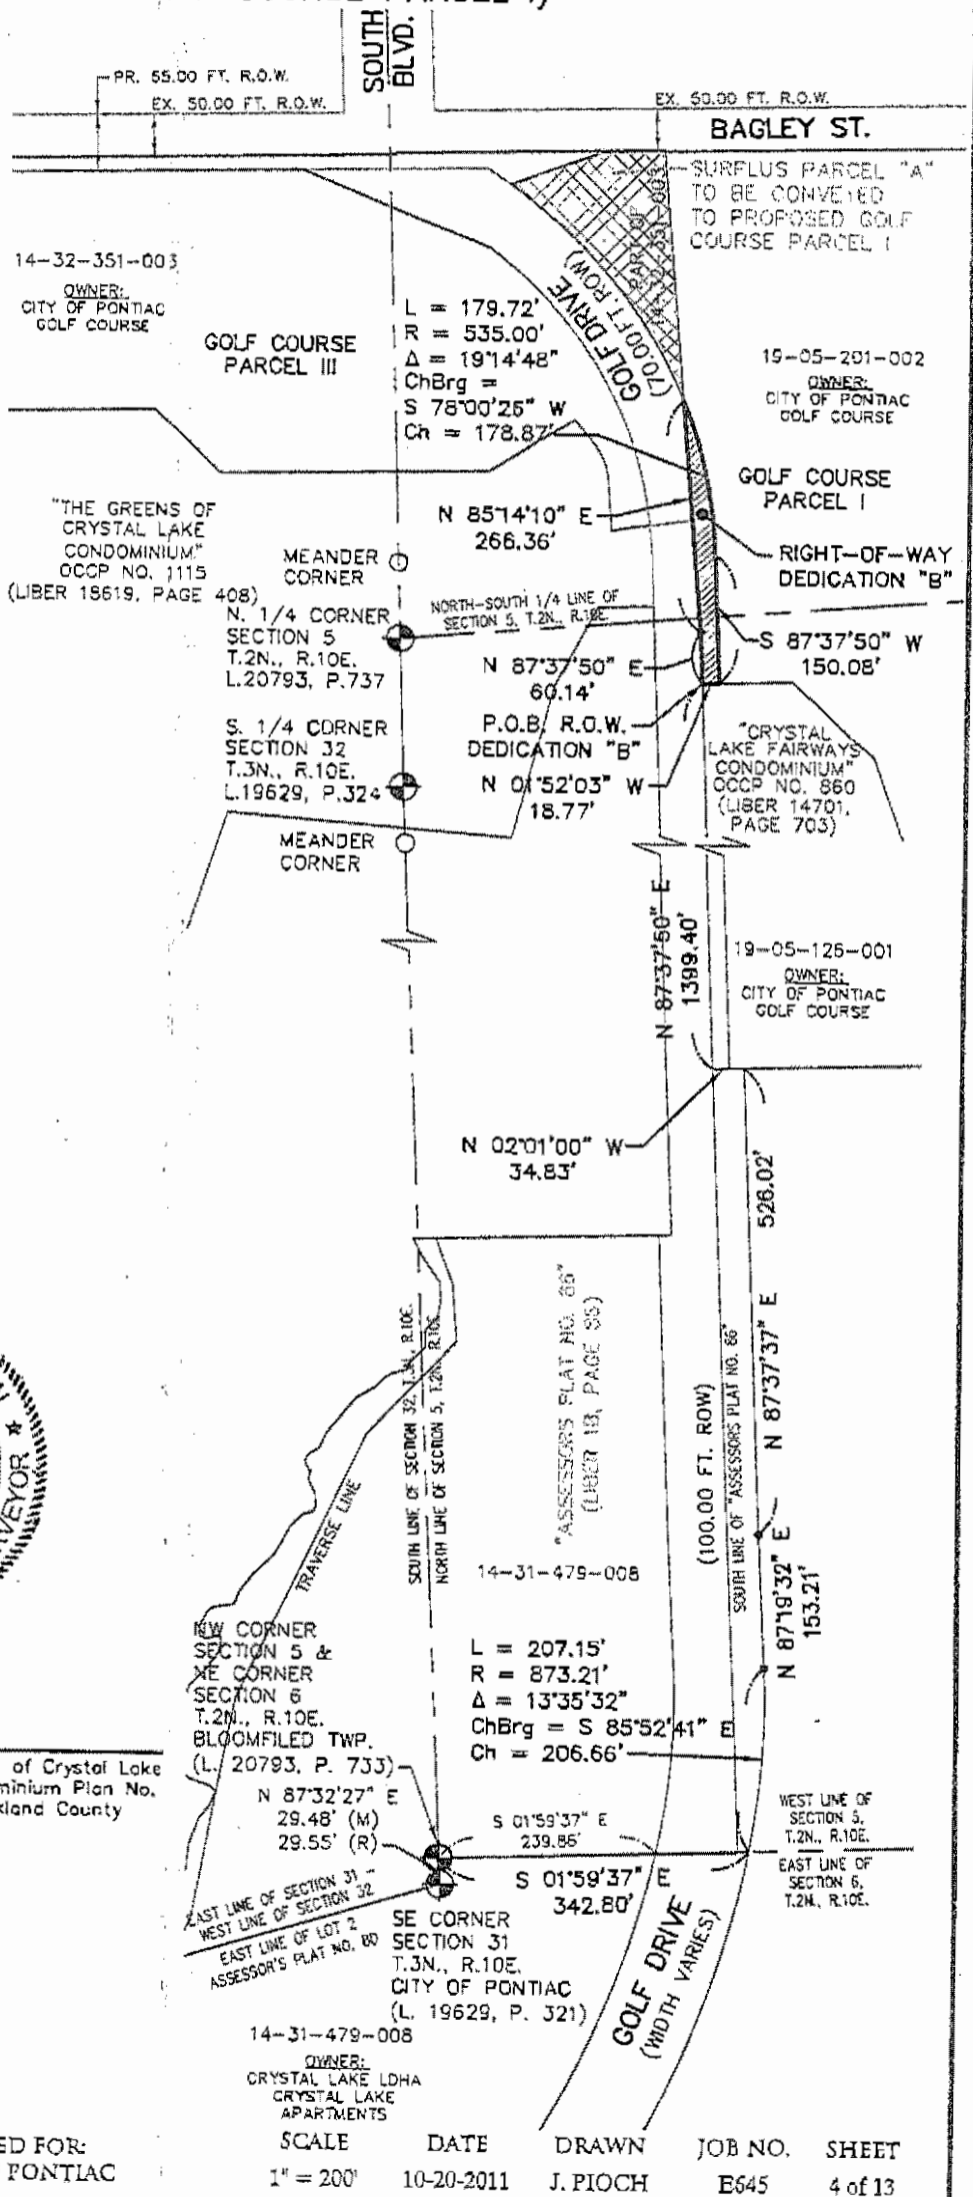 SOUTH
BLVD.
PR. 55.00 FT. R.O.W.
EX. 50.00 FT. R.O.W.
EX. 50.00 FT. R.O.W.
BAGLEY ST.
SURPLUS PARCEL "A"
TO BE CONVEYED
TO PROPOSED GOLF
COURSE PARCEL I
PART OF
14-32-351-003
OWNER:
CITY OF PONTIAC
GOLF COURSE
GOLF COURSE
PARCEL III
L = 179.72'
R = 535.00'
Δ = 19°14'48"
ChBrg =
S 78°00'25" W
Ch = 178.87'
GOLF DRIVE
(70.00 FT. ROW)
19-05-201-002
OWNER:
CITY OF PONTIAC
GOLF COURSE
GOLF COURSE
PARCEL I
"THE GREENS OF
CRYSTAL LAKE
CONDOMINIUM"
OCCP NO. 1115
(LIBER 18619, PAGE 408)
N 85°14'10" E
266.36'
RIGHT-OF-WAY
DEDICATION "B"
MEANDER
CORNER
NORTH-SOUTH 1/4 LINE OF
SECTION 5, T.2N., R.10E.
N. 1/4 CORNER
SECTION 5
T.2N., R.10E.
L.20793, P.737
S 87°37'50" W
150.08'
N 87°37'50" E
60.14'
P.O.B. R.O.W.
DEDICATION "B"
S. 1/4 CORNER
SECTION 32
T.3N., R.10E.
L.19629, P.324
N 01°52'03" W
18.77'
"CRYSTAL
LAKE FAIRWAYS
CONDOMINIUM"
OCCP NO. 860
(LIBER 14701,
PAGE 703)
MEANDER
CORNER
N 87°37'50" E
1399.40'
19-05-126-001
OWNER:
CITY OF PONTIAC
GOLF COURSE
N 02°01'00" W
34.83'
N 87°37'37" E 526.02'
"ASSESSORS PLAT NO. 66"
SOUTH LINE OF SECTION 32, T.3N., R.10E.
NORTH LINE OF SECTION 5, T.2N., R.10E.
TRAVERSE LINE
(100.00 FT. ROW)
SOUTH LINE OF "ASSESSORS PLAT NO. 66"
14-31-479-008
N 87°19'32" E
153.21'
VEYOR
NW CORNER
SECTION 5 &
NE CORNER
SECTION 6
T.2N., R.10E.
BLOOMFILED TWP.
(L. 20793, P. 733)
L = 207.15'
R = 873.21'
Δ = 13°35'32"
ChBrg = S 85°52'41" E
Ch = 206.66'
of Crystal Lake
minium Plan No.
kland County
N 87°32'27" E
29.48' (M)
29.55' (R)
S 01°59'37" E
239.86'
S 01°59'37" E
342.80'
WEST LINE OF
SECTION 5,
T.2N., R.10E.
EAST LINE OF
SECTION 6,
T.2N., R.10E.
EAST LINE OF SECTION 31 -
WEST LINE OF SECTION 32
EAST LINE OF LOT 2
ASSESSOR'S PLAT NO. 80
SE CORNER
SECTION 31
T.3N., R.10E.
CITY OF PONTIAC
(L. 19629, P. 321)
GOLF DRIVE
(WIDTH VARIES)
14-31-479-008
OWNER:
CRYSTAL LAKE LDHA
CRYSTAL LAKE
APARTMENTS
ED FOR:
PONTIAC
SCALE
1" = 200'
DATE
10-20-2011
DRAWN
J. PIOCH
JOB NO.
E645
SHEET
4 of 13